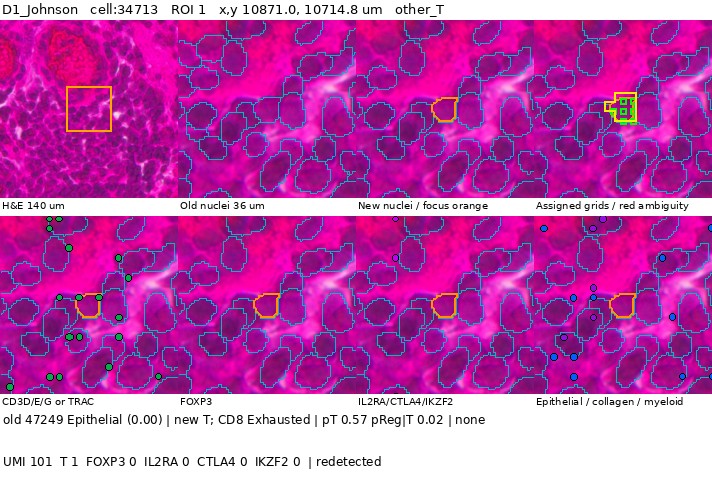 D1_Johnson cell:34713 ROI 1 x,y 10871.0, 10714.8 um other_T
H&E 140 um
Old nuclei 36 um
New nuclei / focus orange
Assigned grids / red ambiguity
CD3D/E/G or TRAC
FOXP3
IL2RA/CTLA4/IKZF2
Epithelial / collagen / myeloid
old 47249 Epithelial (0.00) | new T; CD8 Exhausted | pT 0.57 pReg|T 0.02 | none
UMI 101 T 1 FOXP3 0 IL2RA 0 CTLA4 0 IKZF2 0 | redetected